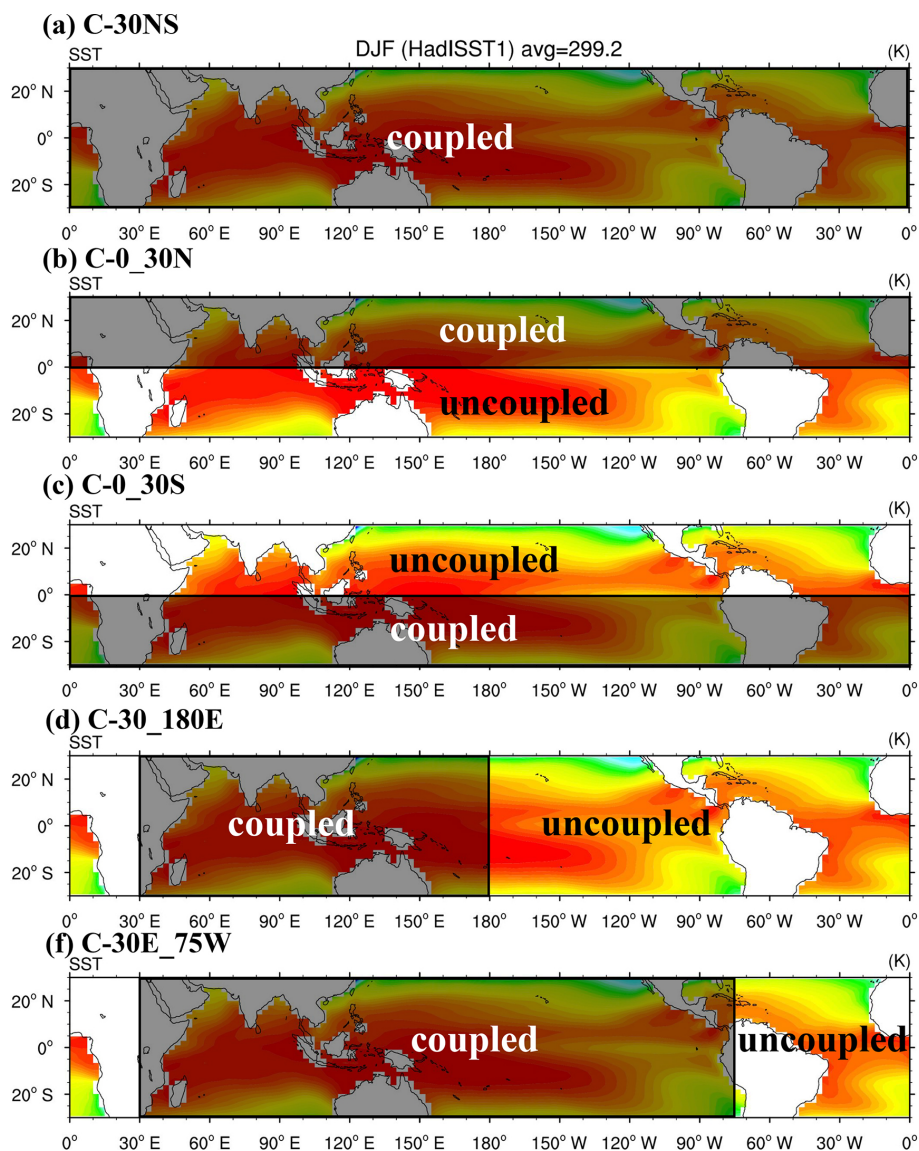 (a) C-30NS
SST DJF (HadISST1) avg=299.2 (K)
20° N
coupled
0°
20° S
0° 30° E 60° E 90° E 120° E 150° E 180° 150° W 120° W 90° W 60° W 30° W 0°
(b) C-0_30N
SST (K)
20° N
coupled
0°
uncoupled
20° S
0° 30° E 60° E 90° E 120° E 150° E 180° 150° W 120° W 90° W 60° W 30° W 0°
(c) C-0_30S
SST (K)
20° N
uncoupled
0°
coupled
20° S
0° 30° E 60° E 90° E 120° E 150° E 180° 150° W 120° W 90° W 60° W 30° W 0°
(d) C-30_180E
SST (K)
20° N
0° coupled uncoupled
20° S
0° 30° E 60° E 90° E 120° E 150° E 180° 150° W 120° W 90° W 60° W 30° W 0°
(f) C-30E_75W
SST (K)
20° N
0° coupled uncoupled
20° S
0° 30° E 60° E 90° E 120° E 150° E 180° 150° W 120° W 90° W 60° W 30° W 0°